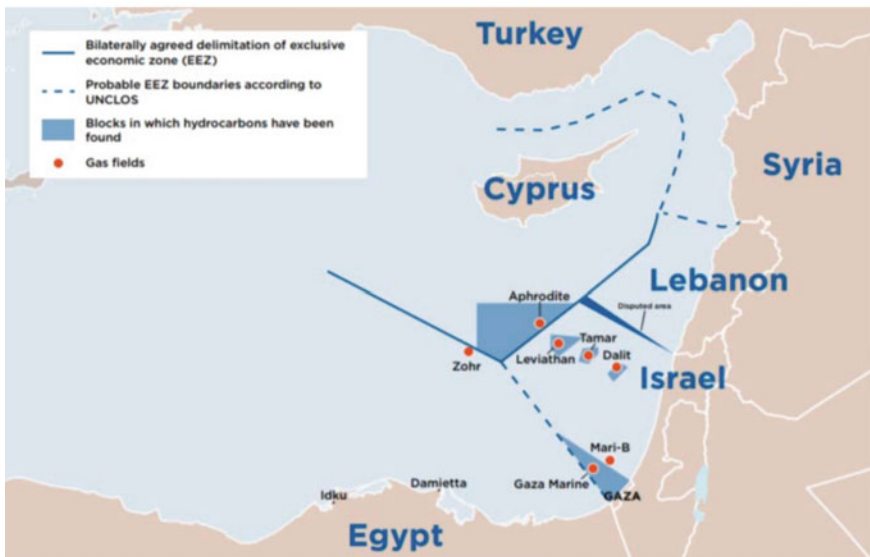 Bilaterally agreed delimitation of exclusive
economic zone (EEZ)
Probable EEZ boundaries according to
UNCLOS
Blocks in which hydrocarbons have been
found
Gas fields
Turkey
Syria
Cyprus
Lebanon
Aphrodite
Disputed area
Tamar
Zohr
Leviathan
Dalit
Israel
Mari-B
Damietta
Gaza Marine
GAZA
Idku
Egypt